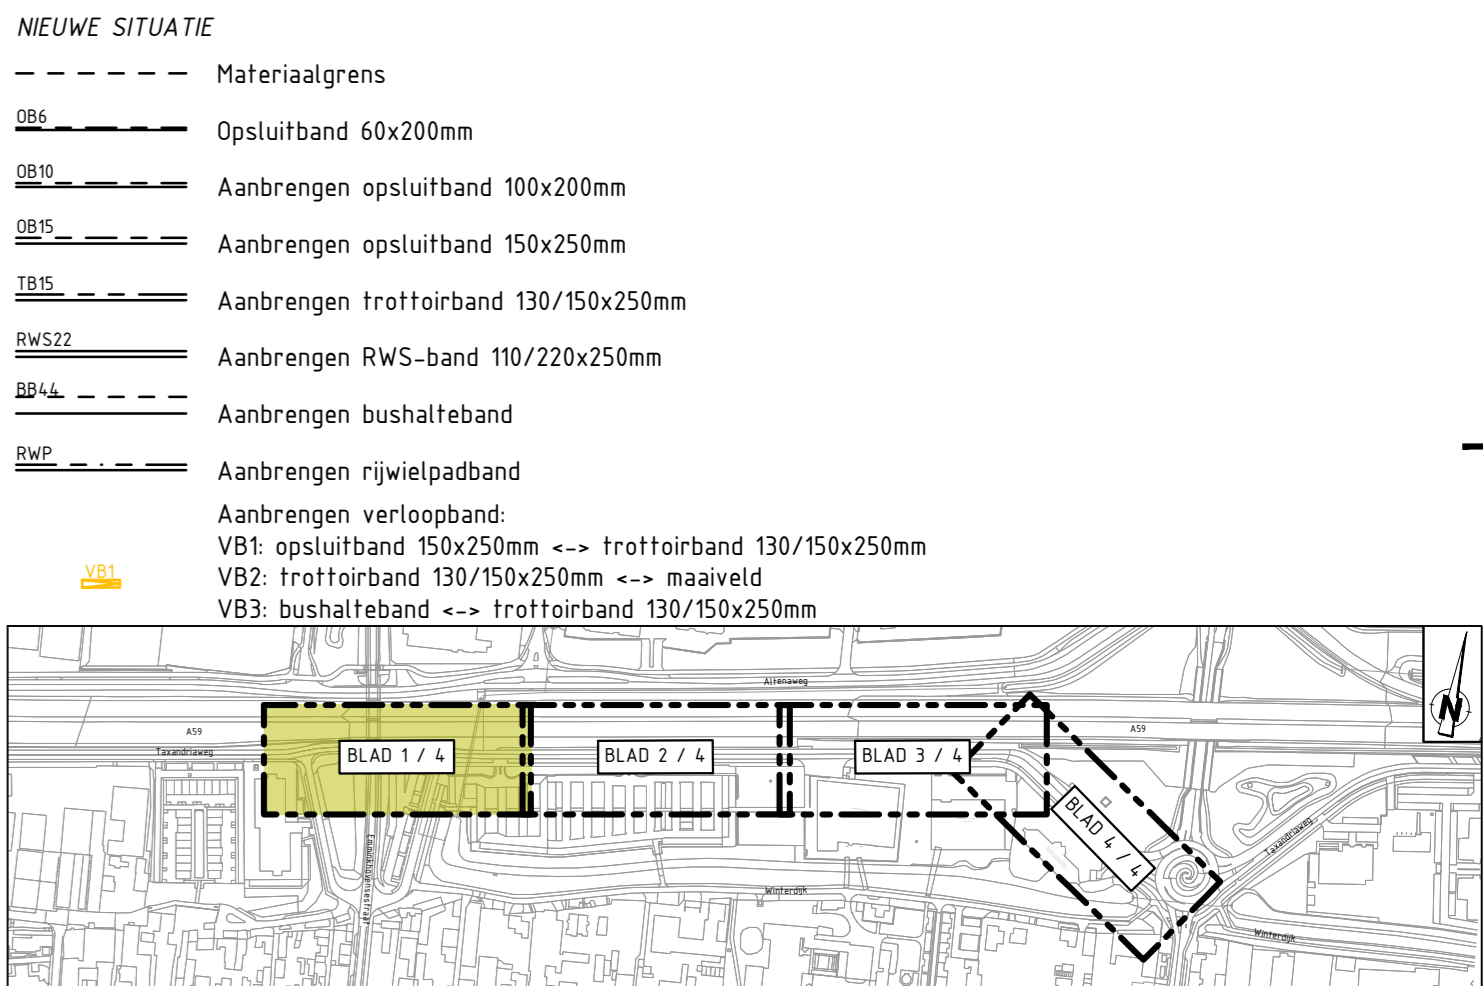 NIEUWE SITUATIE
Materiaalgrens
OB6
Opsluitband 60x200mm
OB10
Aanbrengen opsluitband 100x200mm
OB15
Aanbrengen opsluitband 150x250mm
TB15
Aanbrengen trottoirband 130/150x250mm
RWS22
Aanbrengen RWS-band 110/220x250mm
BB44
Aanbrengen bushalteband
RWP
Aanbrengen rijwielpadband
Aanbrengen verloopband:
VB1: opsluitband 150x250mm <-> trottoirband 130/150x250mm
VB1
VB2: trottoirband 130/150x250mm <-> maaiveld
VB3: bushalteband <-> trottoirband 130/150x250mm
Altenaweg
N
A59
A59
Taxandriaweg
BLAD 1 / 4
BLAD 2 / 4
BLAD 3 / 4
BLAD 4 / 4
Taxandriaweg
Emmikhovensestraat
Winterdijk
Winterdijk